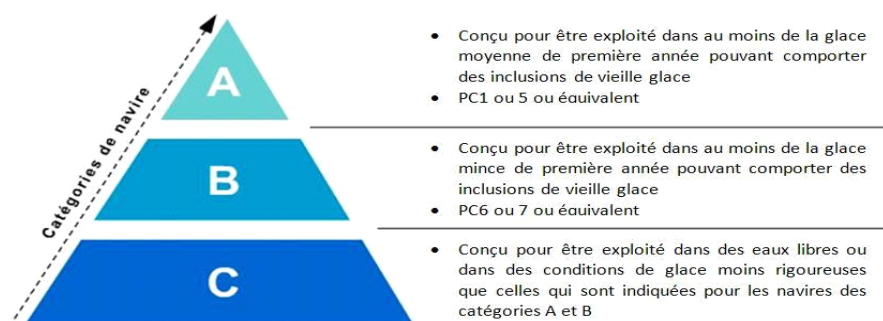 Catégories de navire
A
• Conçu pour être exploité dans au moins de la glace
moyenne de première année pouvant comporter
des inclusions de vieille glace
• PC1 ou 5 ou équivalent
B
• Conçu pour être exploité dans au moins de la glace
mince de première année pouvant comporter des
inclusions de vieille glace
• PC6 ou 7 ou équivalent
C
• Conçu pour être exploité dans des eaux libres ou
dans des conditions de glace moins rigoureuses
que celles qui sont indiquées pour les navires des
catégories A et B